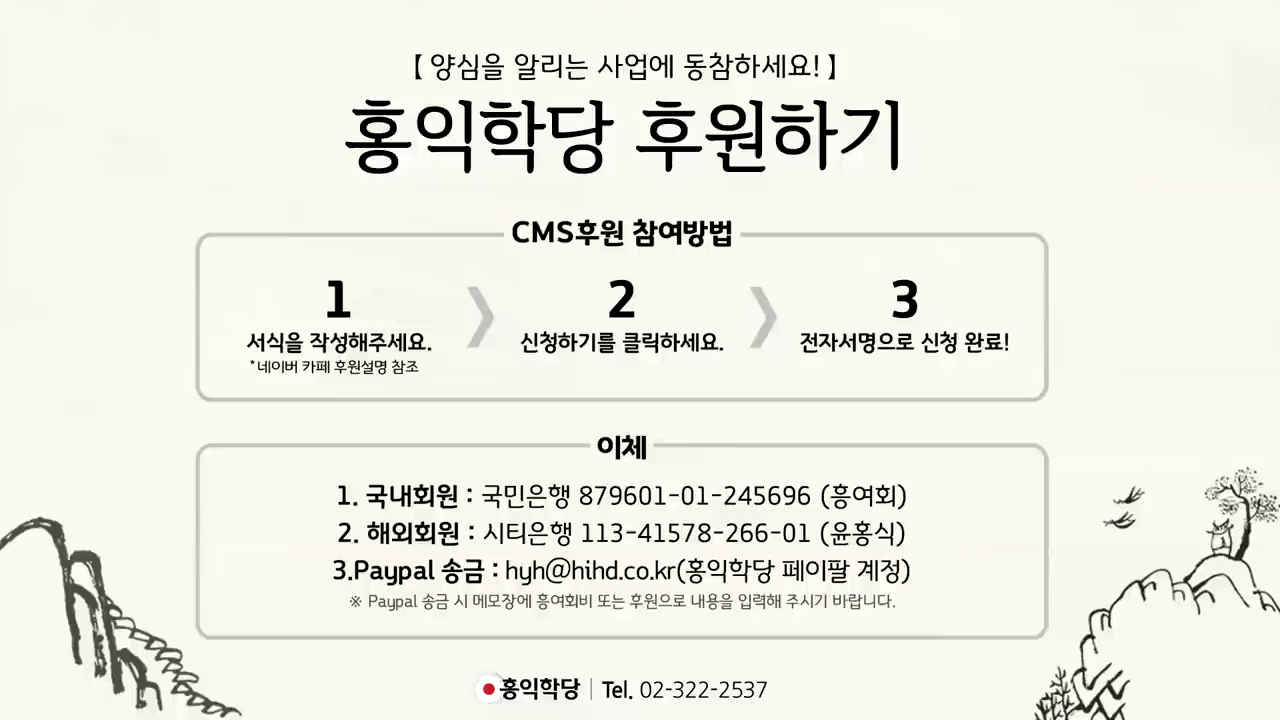 【 양심을 알리는 사업에 동참하세요! 】
홍익학당 후원하기
CMS후원 참여방법
1
서식을 작성해주세요.
*네이버 카페 후원설명 참조
2
신청하기를 클릭하세요.
3
전자서명으로 신청 완료!
이체
1. 국내회원 : 국민은행 879601-01-245696 (흥여회)
2. 해외회원 : 시티은행 113-41578-266-01 (윤홍식)
3.Paypal 송금 : hyh@hihd.co.kr(홍익학당 페이팔 계정)
※ Paypal 송금 시 메모장에 흥여회비 또는 후원으로 내용을 입력해 주시기 바랍니다.
홍익학당 | Tel. 02-322-2537